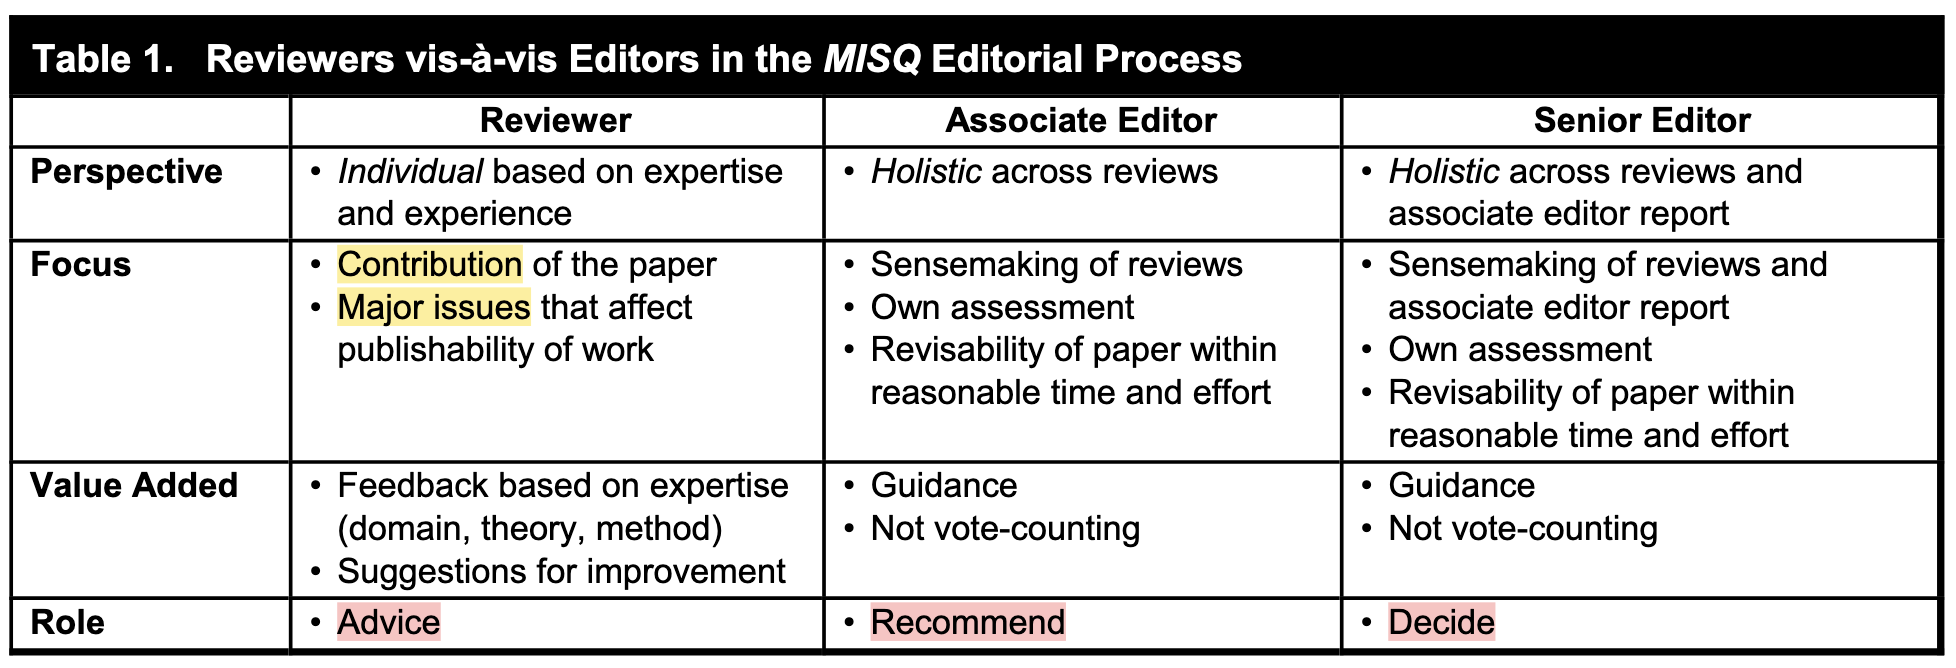 Table 1. Reviewers vis-à-vis Editors in the MISQ Editorial Process
Reviewer Associate Editor Senior Editor
Perspective
• Individual based on expertise
and experience
• Holistic across reviews
• Holistic across reviews and
associate editor report
Focus
• Contribution of the paper
• Major issues that affect
publishability of work
• Sensemaking of reviews
• Own assessment
• Revisability of paper within
reasonable time and effort
• Sensemaking of reviews and
associate editor report
• Own assessment
• Revisability of paper within
reasonable time and effort
Value Added
• Feedback based on expertise
(domain, theory, method)
• Suggestions for improvement
• Guidance
• Not vote-counting
• Guidance
• Not vote-counting
Role
• Advice
• Recommend
• Decide